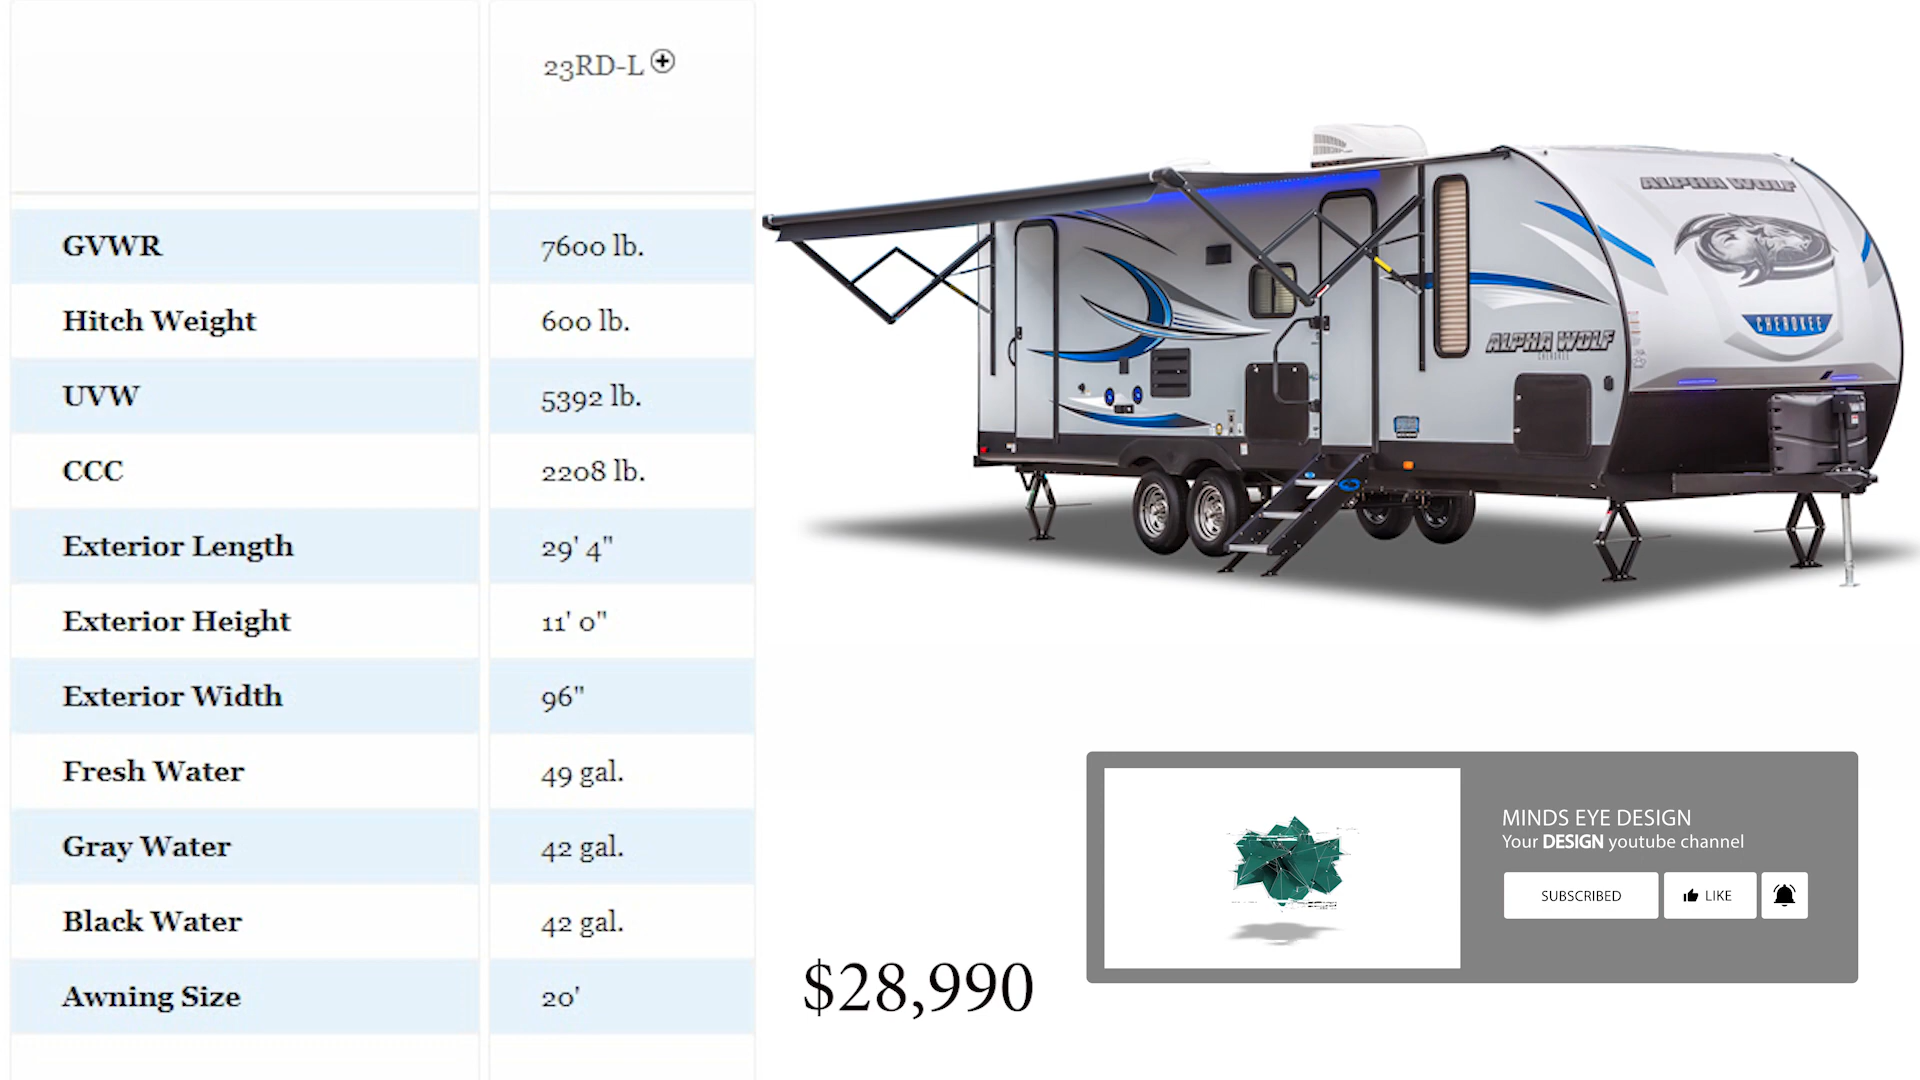 23RD-L
GVWR 7600 lb.
Hitch Weight 600 lb.
UVW 5392 lb.
CCC 2208 lb.
Exterior Length 29' 4"
Exterior Height 11' 0"
Exterior Width 96"
Fresh Water 49 gal.
Gray Water 42 gal.
Black Water 42 gal.
Awning Size 20'
ALPHA WOLF
CHEROKEE
ALPHA WOLF
CHEROKEE
$28,990
MINDS EYE DESIGN
Your DESIGN youtube channel
SUBSCRIBED LIKE